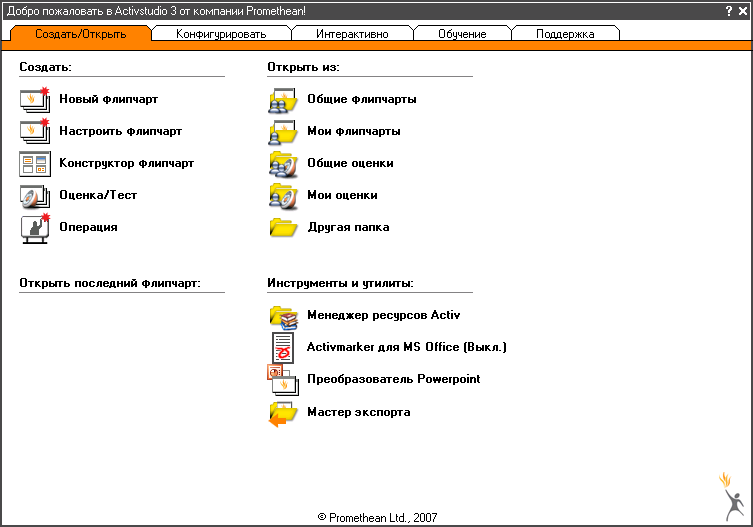 Добро пожаловать в Activstudio 3 от компании Promethean!
Создать/Открыть
Конфигурировать
Интерактивно
Обучение
Поддержка
Создать:
Новый флипчарт
Настроить флипчарт
Конструктор флипчарт
Оценка/Тест
Операция
Открыть из:
Общие флипчарты
Мои флипчарты
Общие оценки
Мои оценки
Другая папка
Открыть последний флипчарт:
Инструменты и утилиты:
Менеджер ресурсов Activ
Activmarker для MS Office (Выкл.)
Преобразователь Powerpoint
Мастер экспорта
© Promethean Ltd., 2007